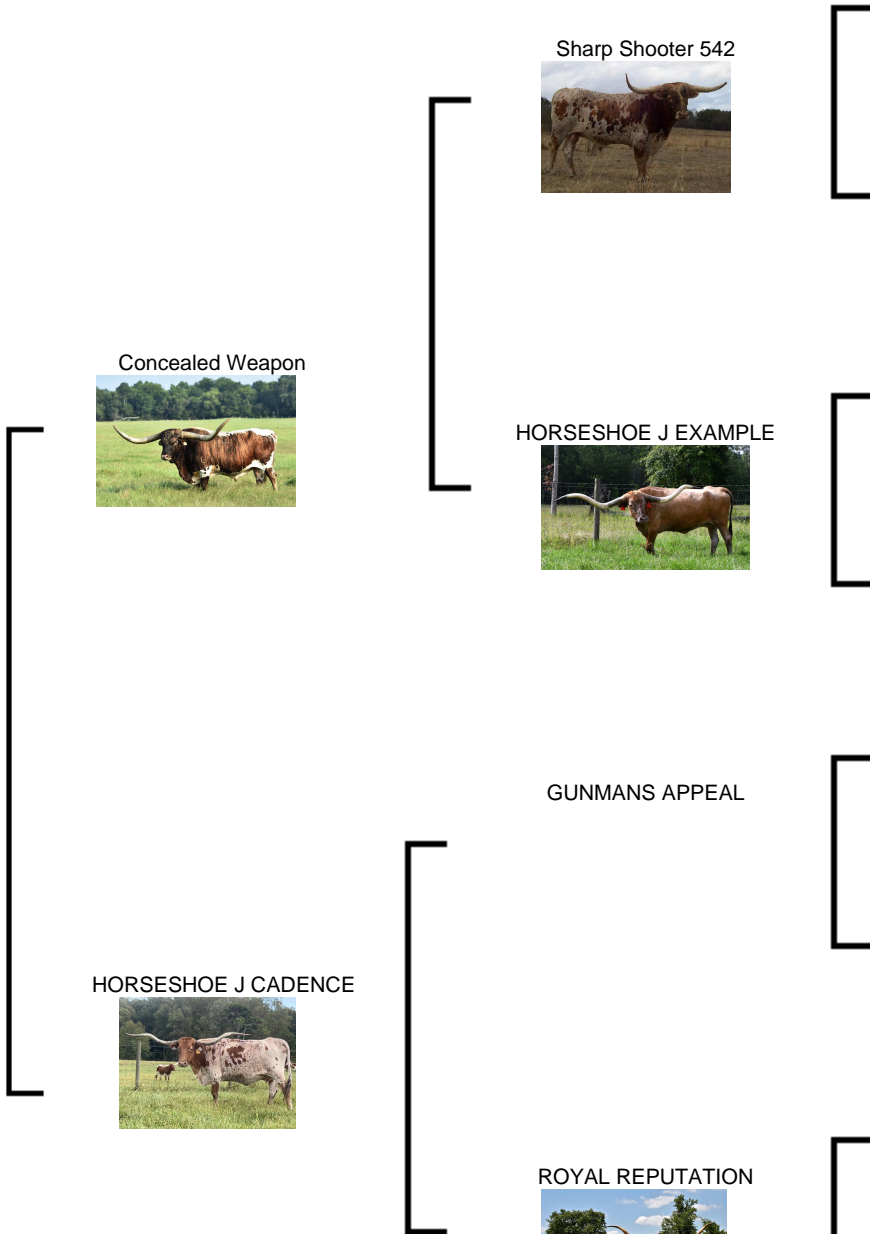 Sharp Shooter 542
Concealed Weapon
HORSESHOE J EXAMPLE
GUNMANS APPEAL
HORSESHOE J CADENCE
ROYAL REPUTATION